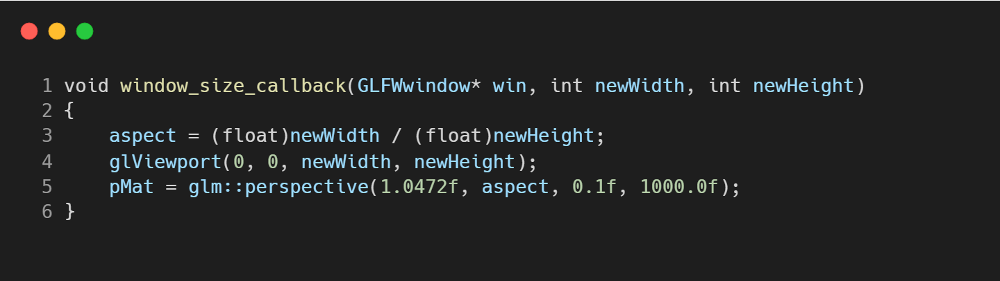 1 void window_size_callback(GLFWwindow* win, int newWidth, int newHeight)
2 {
3     aspect = (float)newWidth / (float)newHeight;
4     glViewport(0, 0, newWidth, newHeight);
5     pMat = glm::perspective(1.0472f, aspect, 0.1f, 1000.0f);
6 }